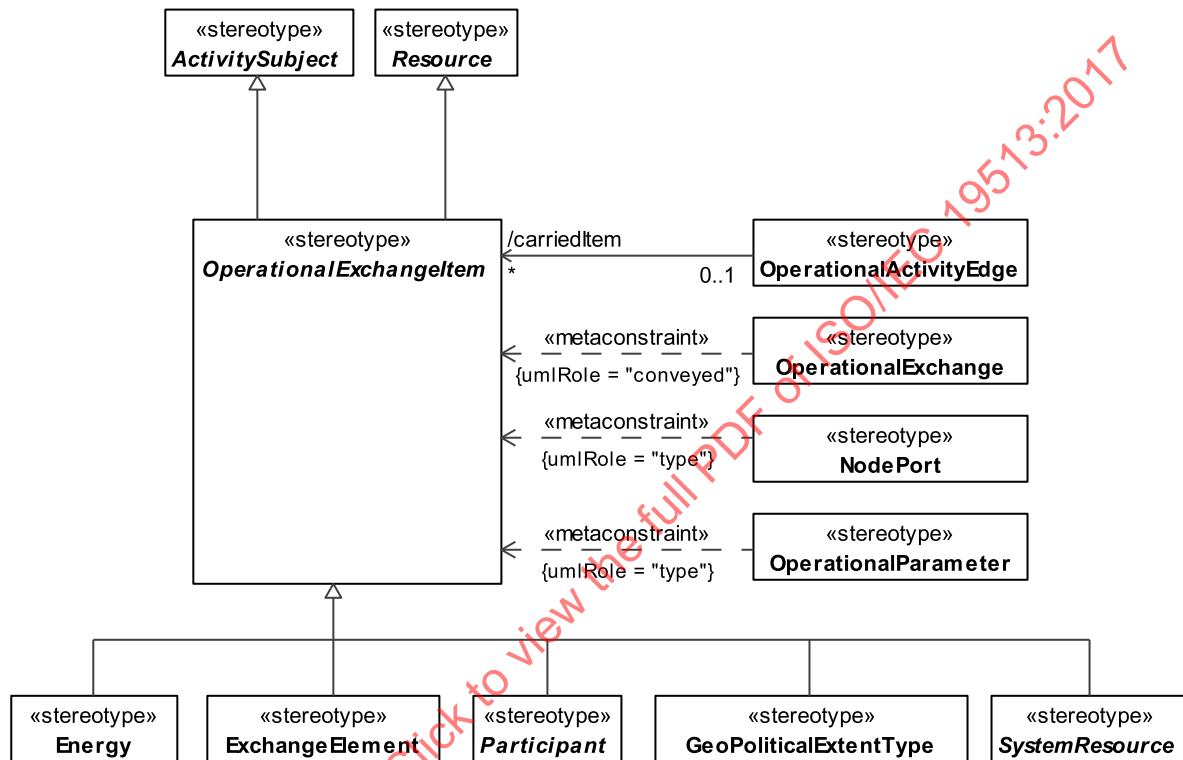 «stereotype»
ActivitySubject
«stereotype»
Resource
«stereotype»
OperationalExchangeItem
/carriedItem
*
0..1
«stereotype»
OperationalActivityEdge
«metaconstraint»
{umlRole = "conveyed"}
«stereotype»
OperationalExchange
«metaconstraint»
{umlRole = "type"}
«stereotype»
NodePort
«metaconstraint»
{umlRole = "type"}
«stereotype»
OperationalParameter
«stereotype»
Energy
«stereotype»
ExchangeElement
«stereotype»
Participant
«stereotype»
GeoPoliticalExtentType
«stereotype»
SystemResource
Click to view the full PDF of ISO/IEC 19513:2017